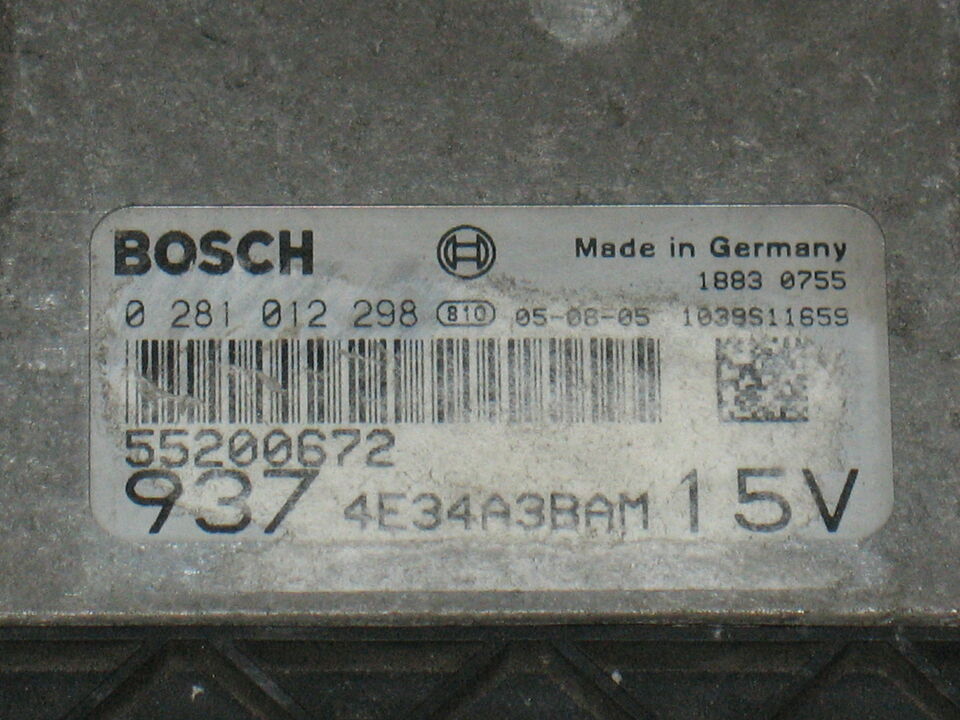 BOSCH Made in Germany
1883 0755
0 281 012 298 810 05-08-05 1039S11659
55200672
937 4E34A3BAM 15V